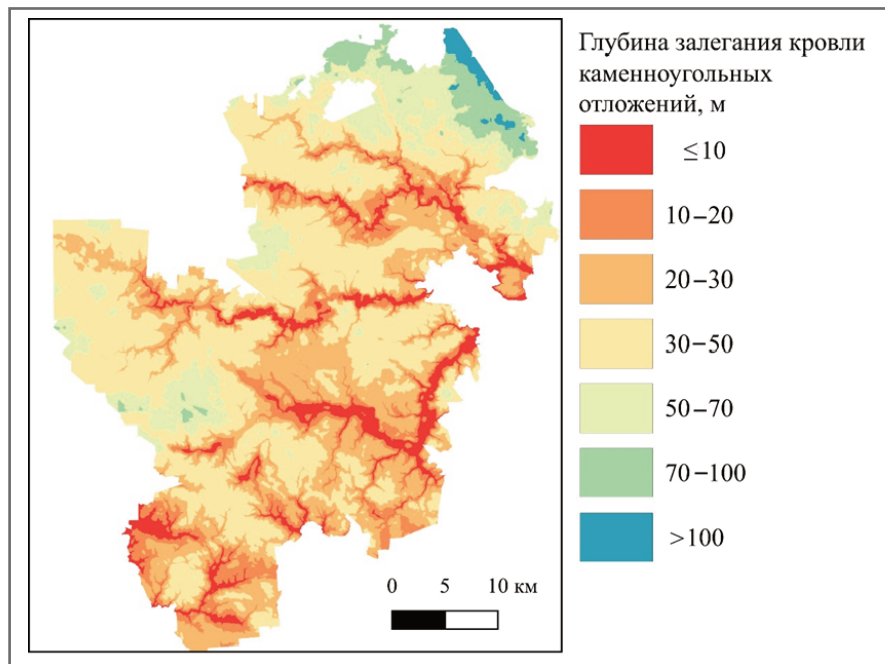 Глубина залегания кровли
каменноугольных
отложений, м
≤10
10–20
20–30
30–50
50–70
70–100
>100
0 5 10 км